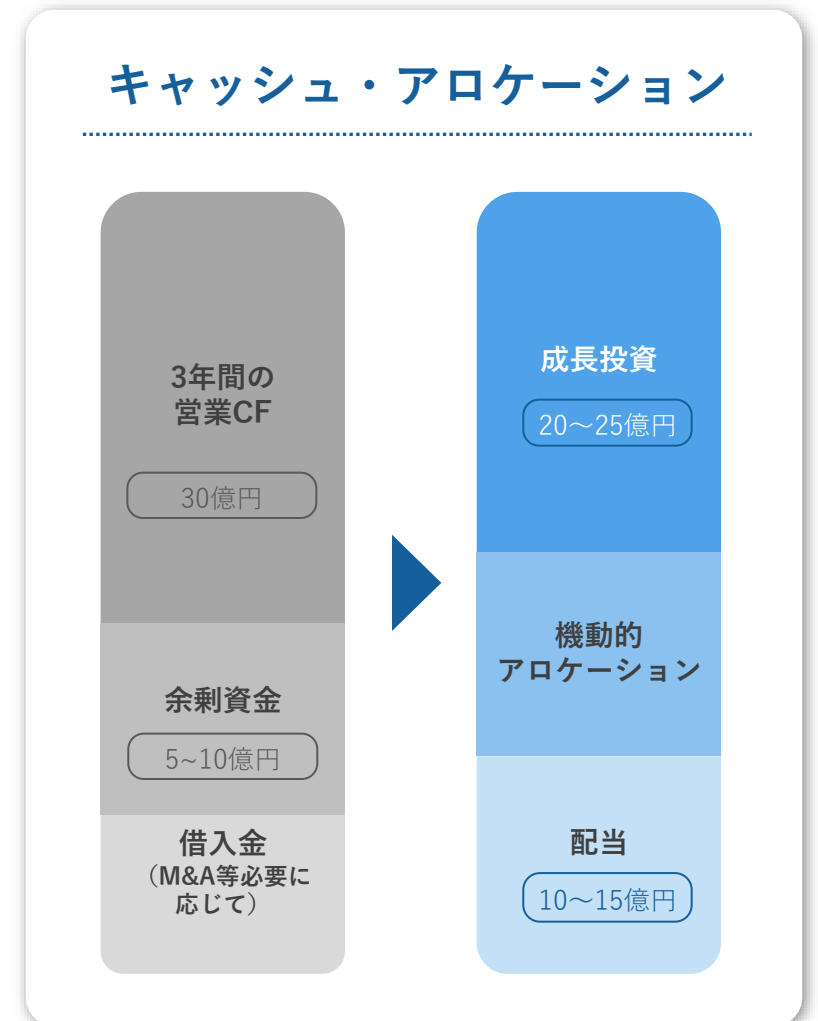 キャッシュ・アロケーション
3年間の
営業CF
30億円
余剰資金
5~10億円
借入金
（M&A等必要に
応じて）
成長投資
20〜25億円
機動的
アロケーション
配当
10〜15億円